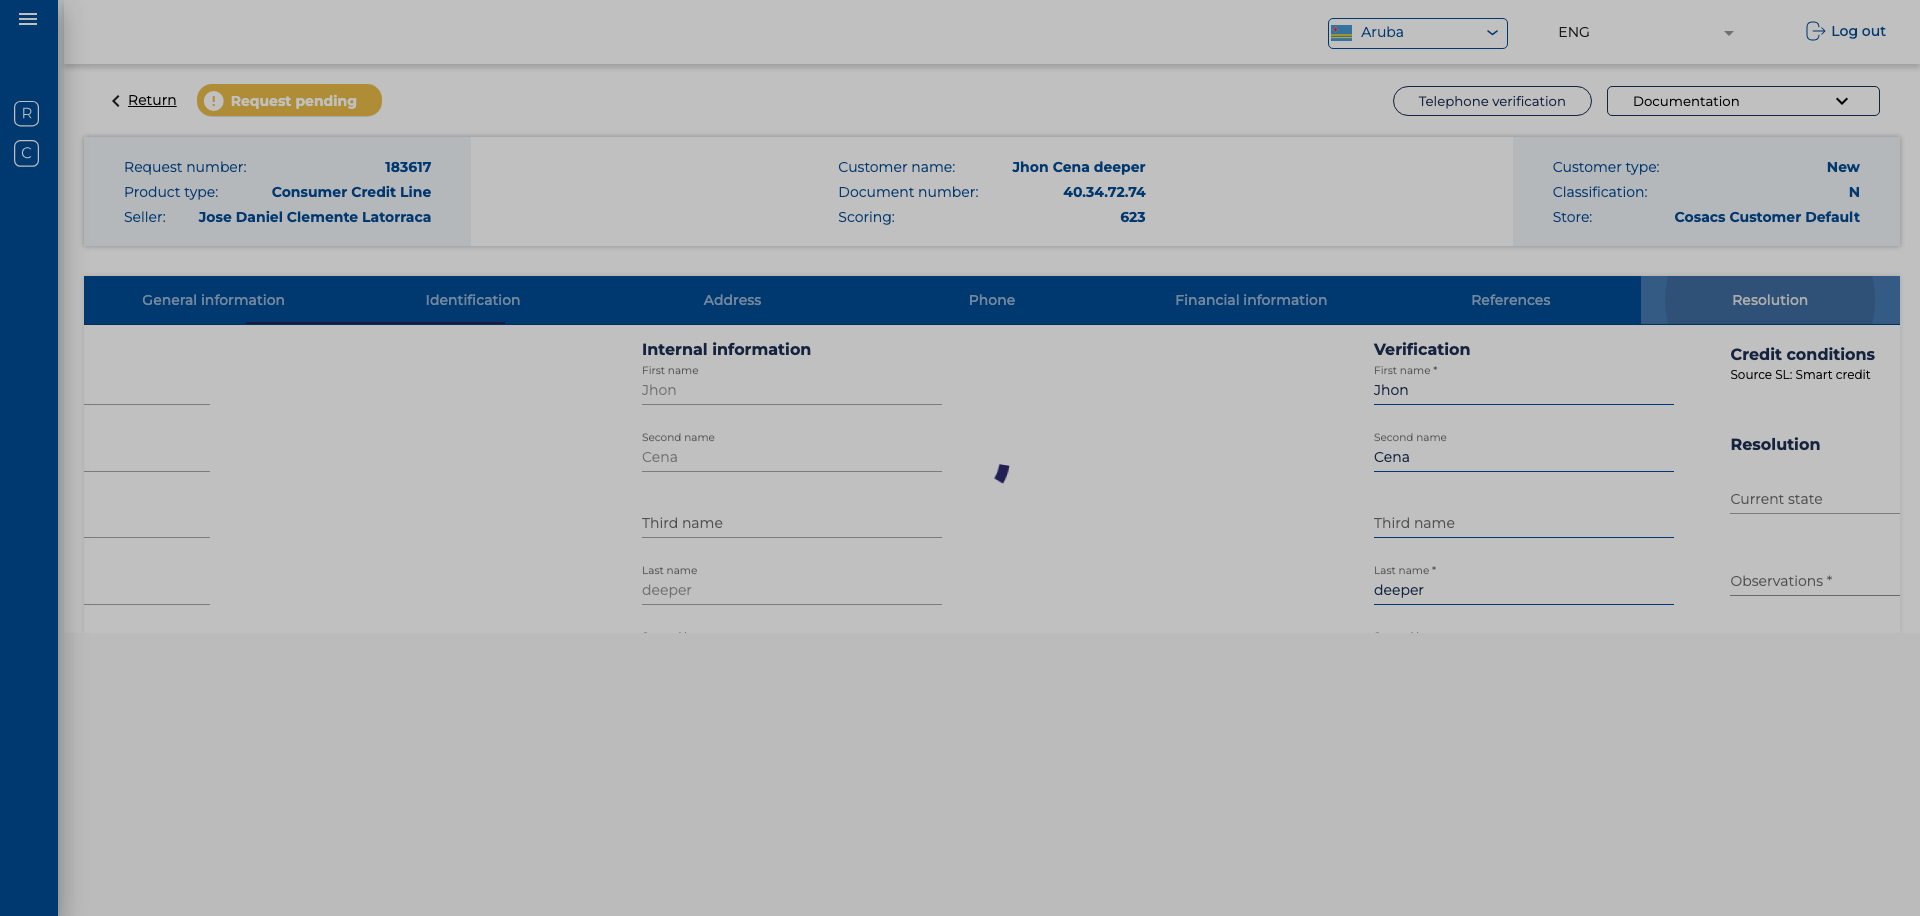 Aruba
ENG
Log out
R
C
Return
Request pending
Telephone verification
Documentation
Request number: 183617
Product type: Consumer Credit Line
Seller: Jose Daniel Clemente Latorraca
Customer name: Jhon Cena deeper
Document number: 40.34.72.74
Scoring: 623
Customer type: New
Classification: N
Store: Cosacs Customer Default
General information
Identification
Address
Phone
Financial information
References
Resolution
Internal information
First name
Jhon
Second name
Cena
Third name
Last name
deeper
Verification
First name *
Jhon
Second name
Cena
Third name
Last name *
deeper
Credit conditions
Source SL: Smart credit
Resolution
Current state
Observations *